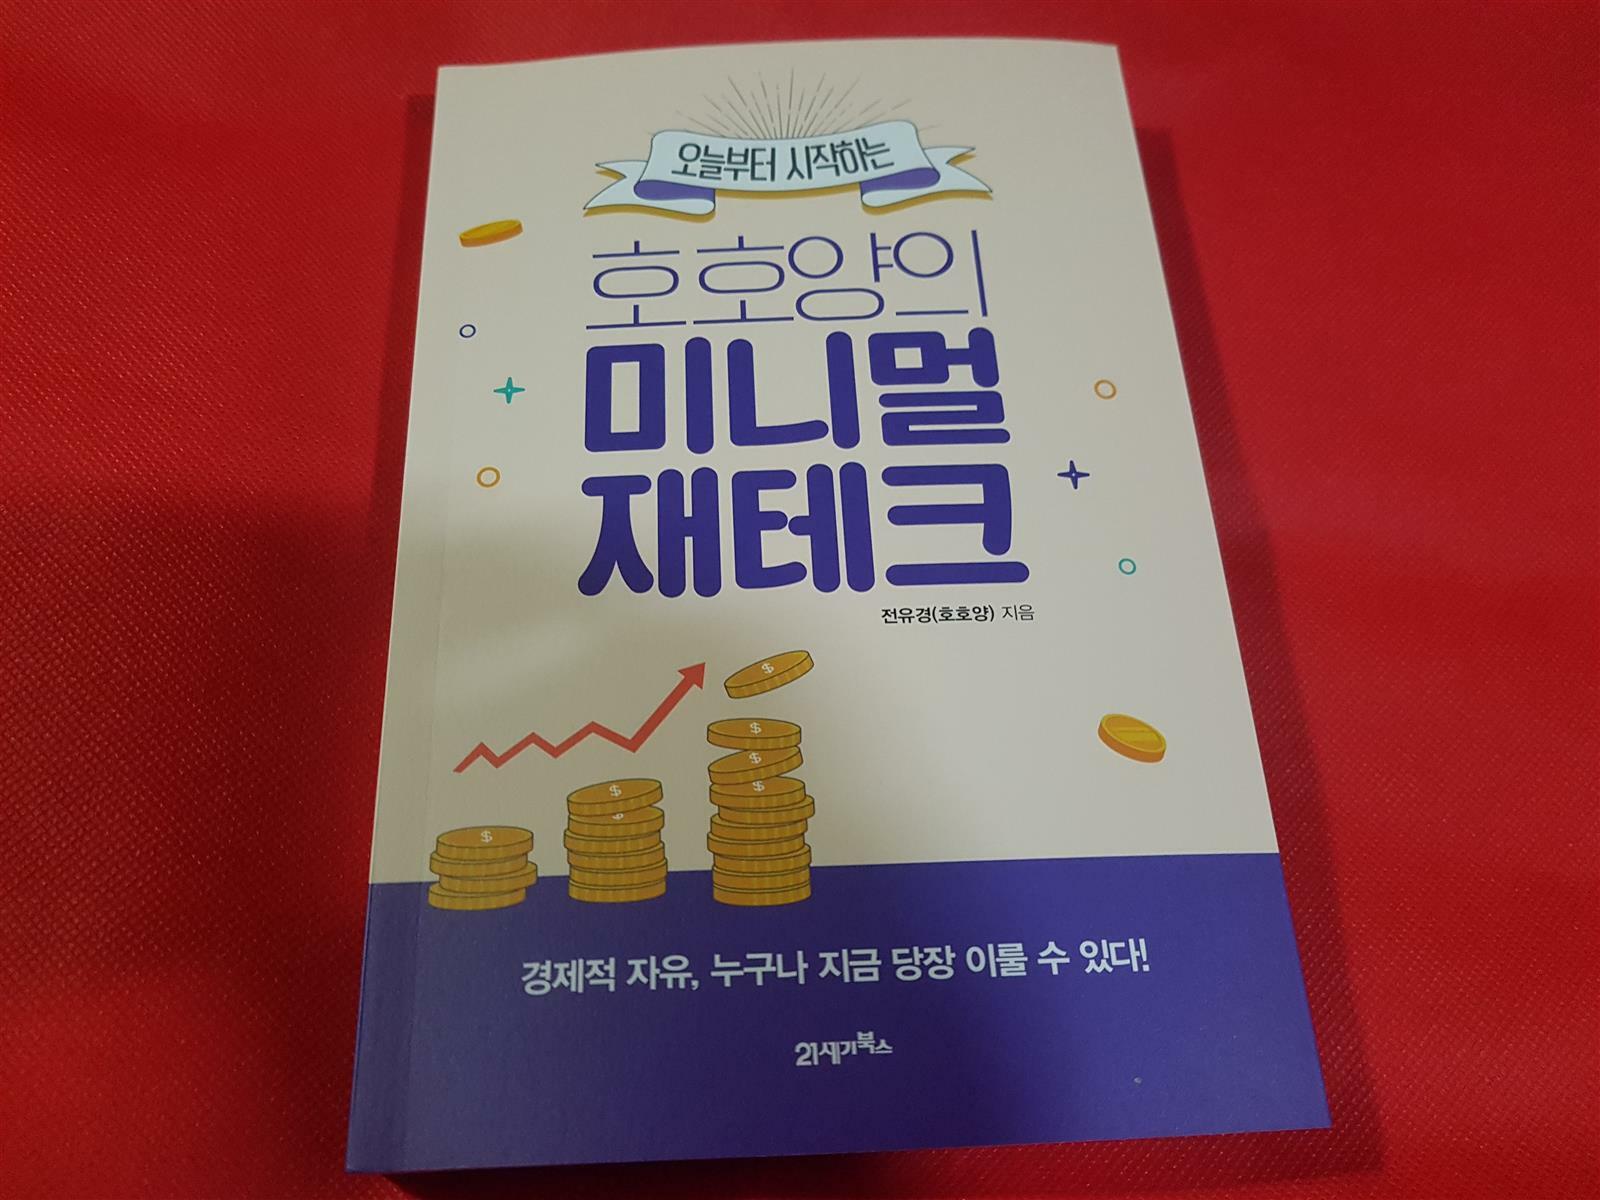 오늘부터 시작하는
호호양의
미니멀
재테크
전유경(호호양) 지음
$
$
$
$
$
$
$
경제적 자유, 누구나 지금 당장 이룰 수 있다!
21세기북스